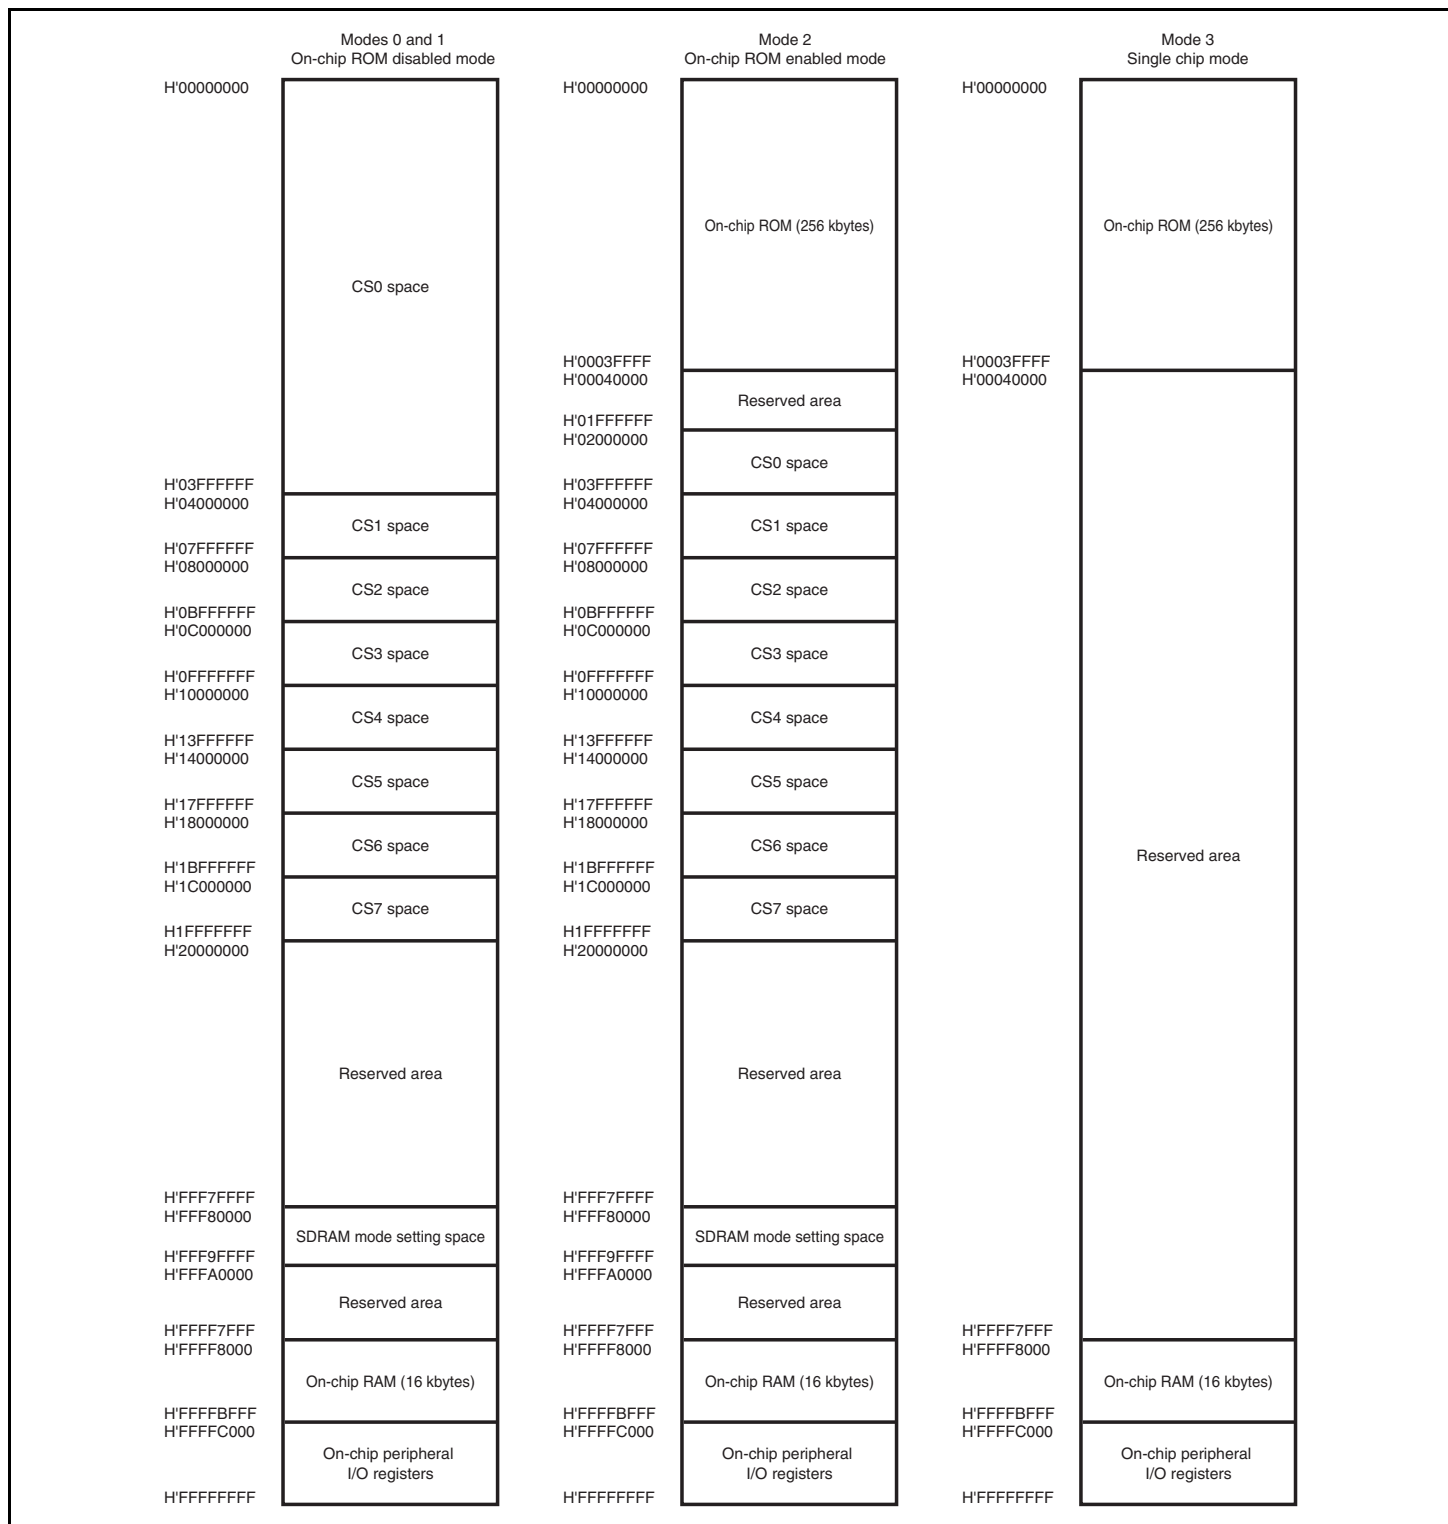 Modes 0 and 1
On-chip ROM disabled mode
H'00000000
CS0 space
H'03FFFFFF
H'04000000
CS1 space
H'07FFFFFF
H'08000000
CS2 space
H'0BFFFFFF
H'0C000000
CS3 space
H'0FFFFFFF
H'10000000
CS4 space
H'13FFFFFF
H'14000000
CS5 space
H'17FFFFFF
H'18000000
CS6 space
H'1BFFFFFF
H'1C000000
CS7 space
H1FFFFFFF
H'20000000
Reserved area
H'FFF7FFFF
H'FFF80000
SDRAM mode setting space
H'FFF9FFFF
H'FFFA0000
Reserved area
H'FFFF7FFF
H'FFFF8000
On-chip RAM (16 kbytes)
H'FFFFBFFF
H'FFFFC000
On-chip peripheral
I/O registers
H'FFFFFFFF
Mode 2
On-chip ROM enabled mode
H'00000000
On-chip ROM (256 kbytes)
H'0003FFFF
H'00040000
Reserved area
H'01FFFFFF
H'02000000
CS0 space
H'03FFFFFF
H'04000000
CS1 space
H'07FFFFFF
H'08000000
CS2 space
H'0BFFFFFF
H'0C000000
CS3 space
H'0FFFFFFF
H'10000000
CS4 space
H'13FFFFFF
H'14000000
CS5 space
H'17FFFFFF
H'18000000
CS6 space
H'1BFFFFFF
H'1C000000
CS7 space
H1FFFFFFF
H'20000000
Reserved area
H'FFF7FFFF
H'FFF80000
SDRAM mode setting space
H'FFF9FFFF
H'FFFA0000
Reserved area
H'FFFF7FFF
H'FFFF8000
On-chip RAM (16 kbytes)
H'FFFFBFFF
H'FFFFC000
On-chip peripheral
I/O registers
H'FFFFFFFF
Mode 3
Single chip mode
H'00000000
On-chip ROM (256 kbytes)
H'0003FFFF
H'00040000
Reserved area
H'FFFF7FFF
H'FFFF8000
On-chip RAM (16 kbytes)
H'FFFFBFFF
H'FFFFC000
On-chip peripheral
I/O registers
H'FFFFFFFF